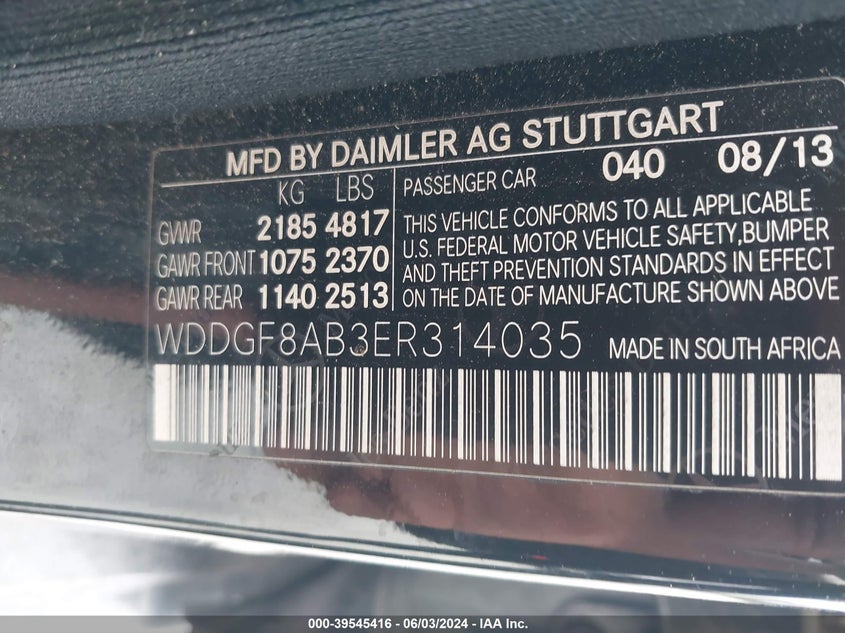 MFD BY DAIMLER AG STUTTGART
KG LBS
GVWR 2185 4817
GAWR FRONT 1075 2370
GAWR REAR 1140 2513
PASSENGER CAR 040 08/13
THIS VEHICLE CONFORMS TO ALL APPLICABLE
U.S. FEDERAL MOTOR VEHICLE SAFETY, BUMPER
AND THEFT PREVENTION STANDARDS IN EFFECT
ON THE DATE OF MANUFACTURE SHOWN ABOVE
WDDGF8AB3ER314035 MADE IN SOUTH AFRICA
000-39545416 - 06/03/2024 - IAA Inc.